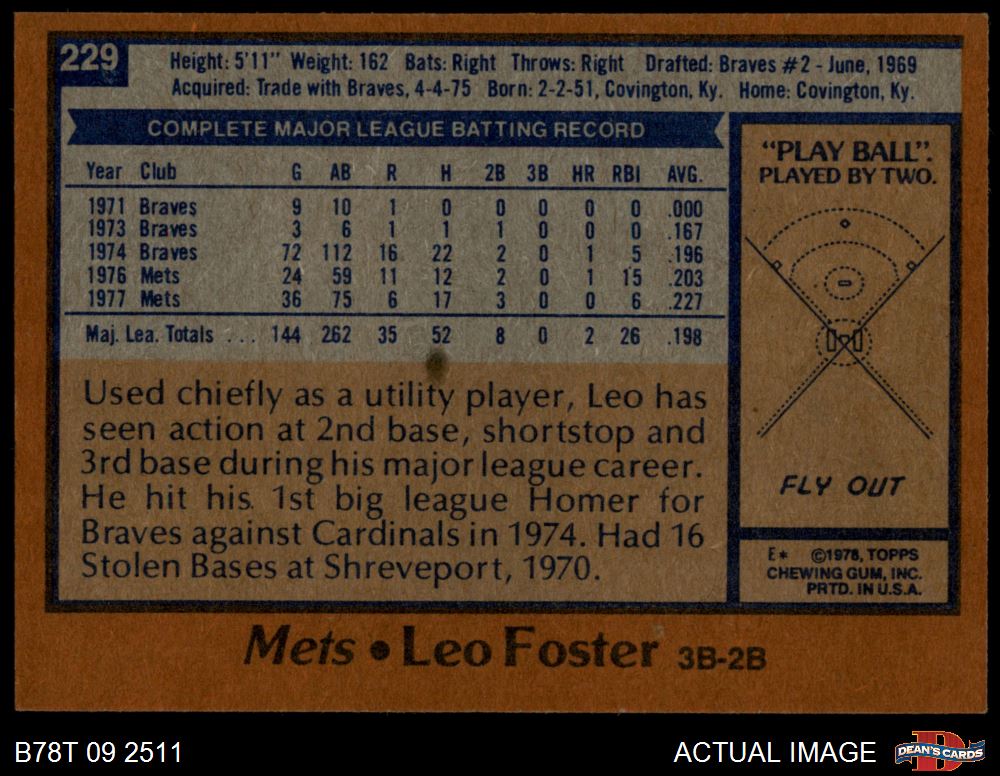 229
Height: 5'11" Weight: 162 Bats: Right Throws: Right Drafted: Braves #2 - June, 1969
Acquired: Trade with Braves, 4-4-75 Born: 2-2-51, Covington, Ky. Home: Covington, Ky.
COMPLETE MAJOR LEAGUE BATTING RECORD
Year Club G AB R H 2B 3B HR RBI AVG.
1971 Braves 9 10 1 0 0 0 0 0 .000
1973 Braves 3 6 1 1 1 0 0 0 .167
1974 Braves 72 112 16 22 2 0 1 5 .196
1976 Mets 24 59 11 12 2 0 1 15 .203
1977 Mets 36 75 6 17 3 0 0 6 .227
Maj. Lea. Totals . . . 144 262 35 52 8 0 2 26 .198
Used chiefly as a utility player, Leo has
seen action at 2nd base, shortstop and
3rd base during his major league career.
He hit his 1st big league Homer for
Braves against Cardinals in 1974. Had 16
Stolen Bases at Shreveport, 1970.
"PLAY BALL".
PLAYED BY TWO.
FLY OUT
E* ©1978, TOPPS
CHEWING GUM, INC.
PRTD. IN U.S.A.
Mets • Leo Foster 3B-2B
B78T 09 2511
ACTUAL IMAGE
DEAN'S CARDS